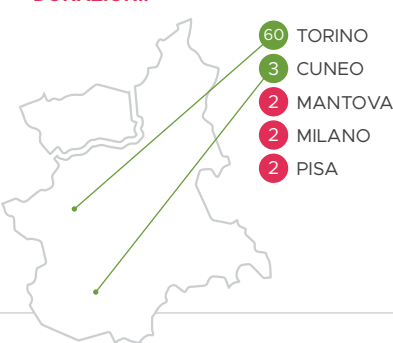 60 TORINO
3 CUNEO
2 MANTOVA
2 MILANO
2 PISA